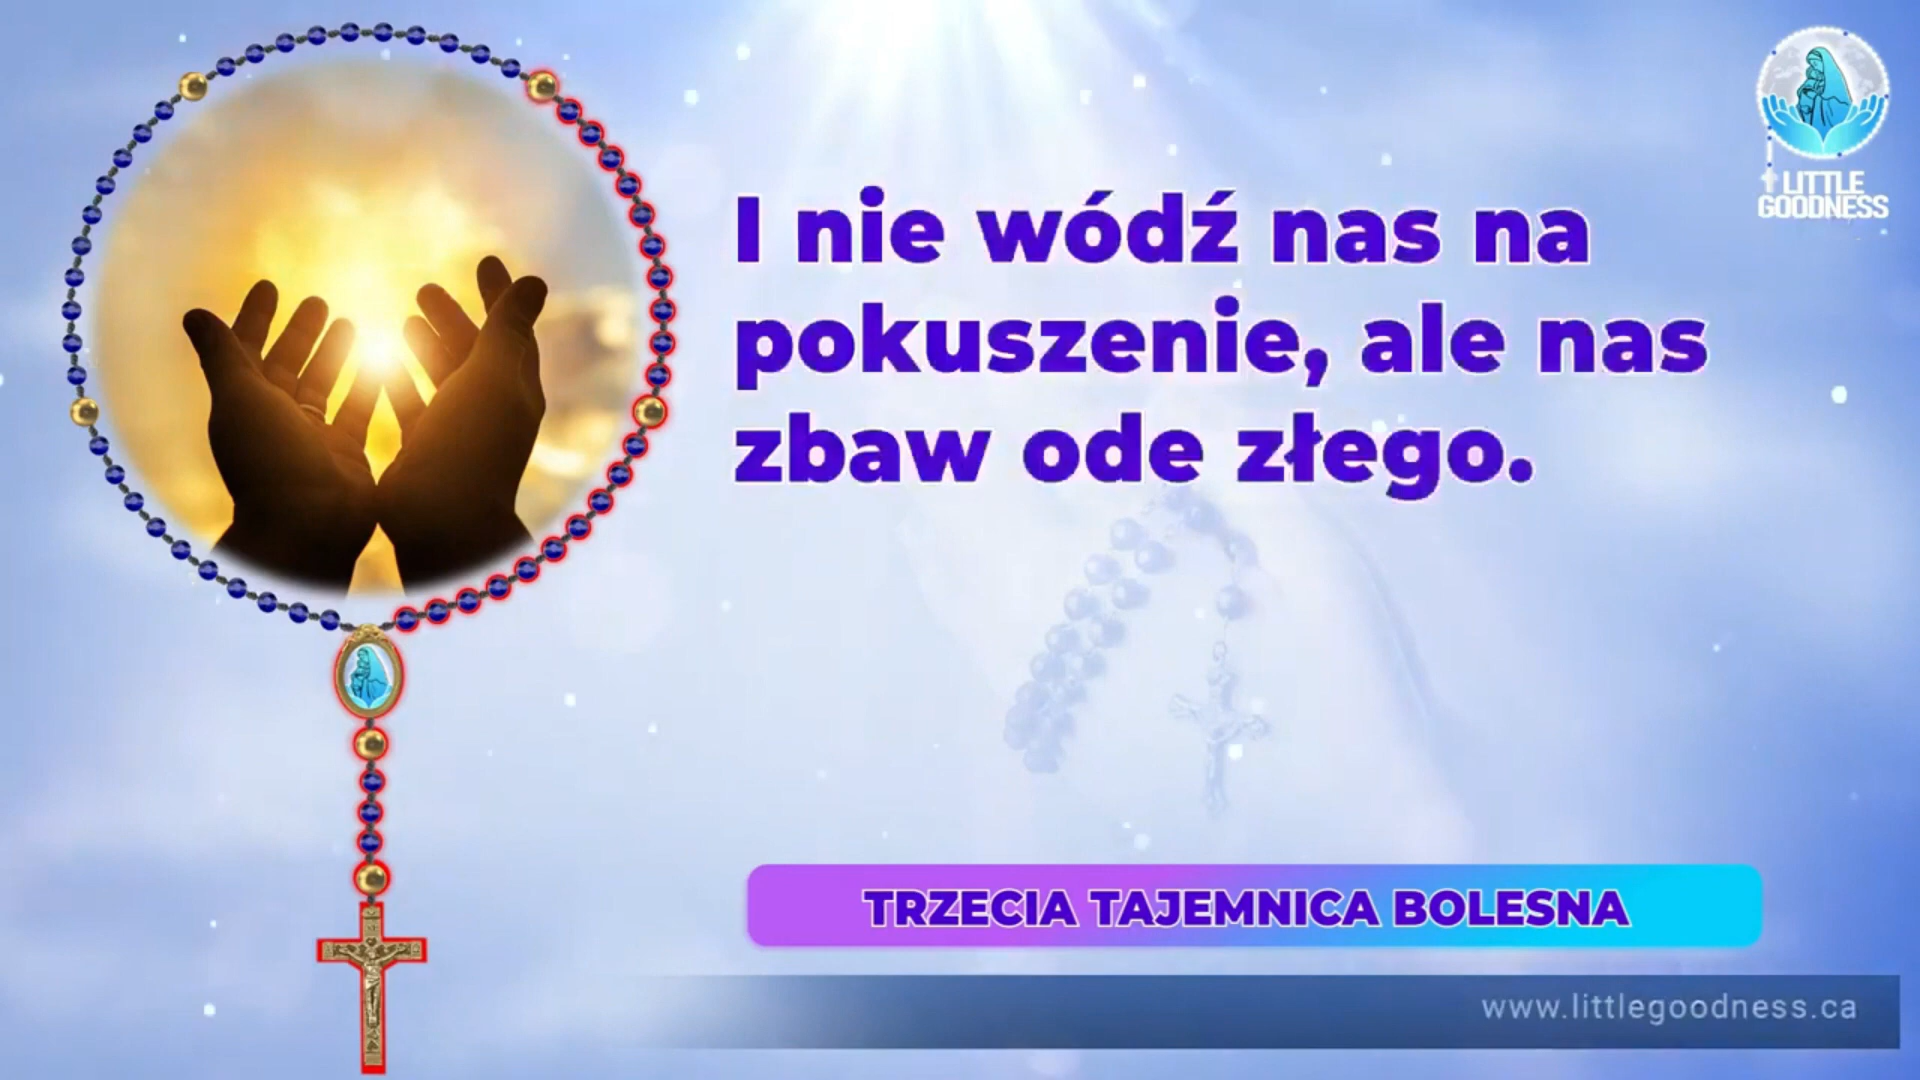 LITTLE
GOODNESS
I nie wódź nas na
pokuszenie, ale nas
zbaw ode złego.
TRZECIA TAJEMNICA BOLESNA
www.littlegoodness.ca